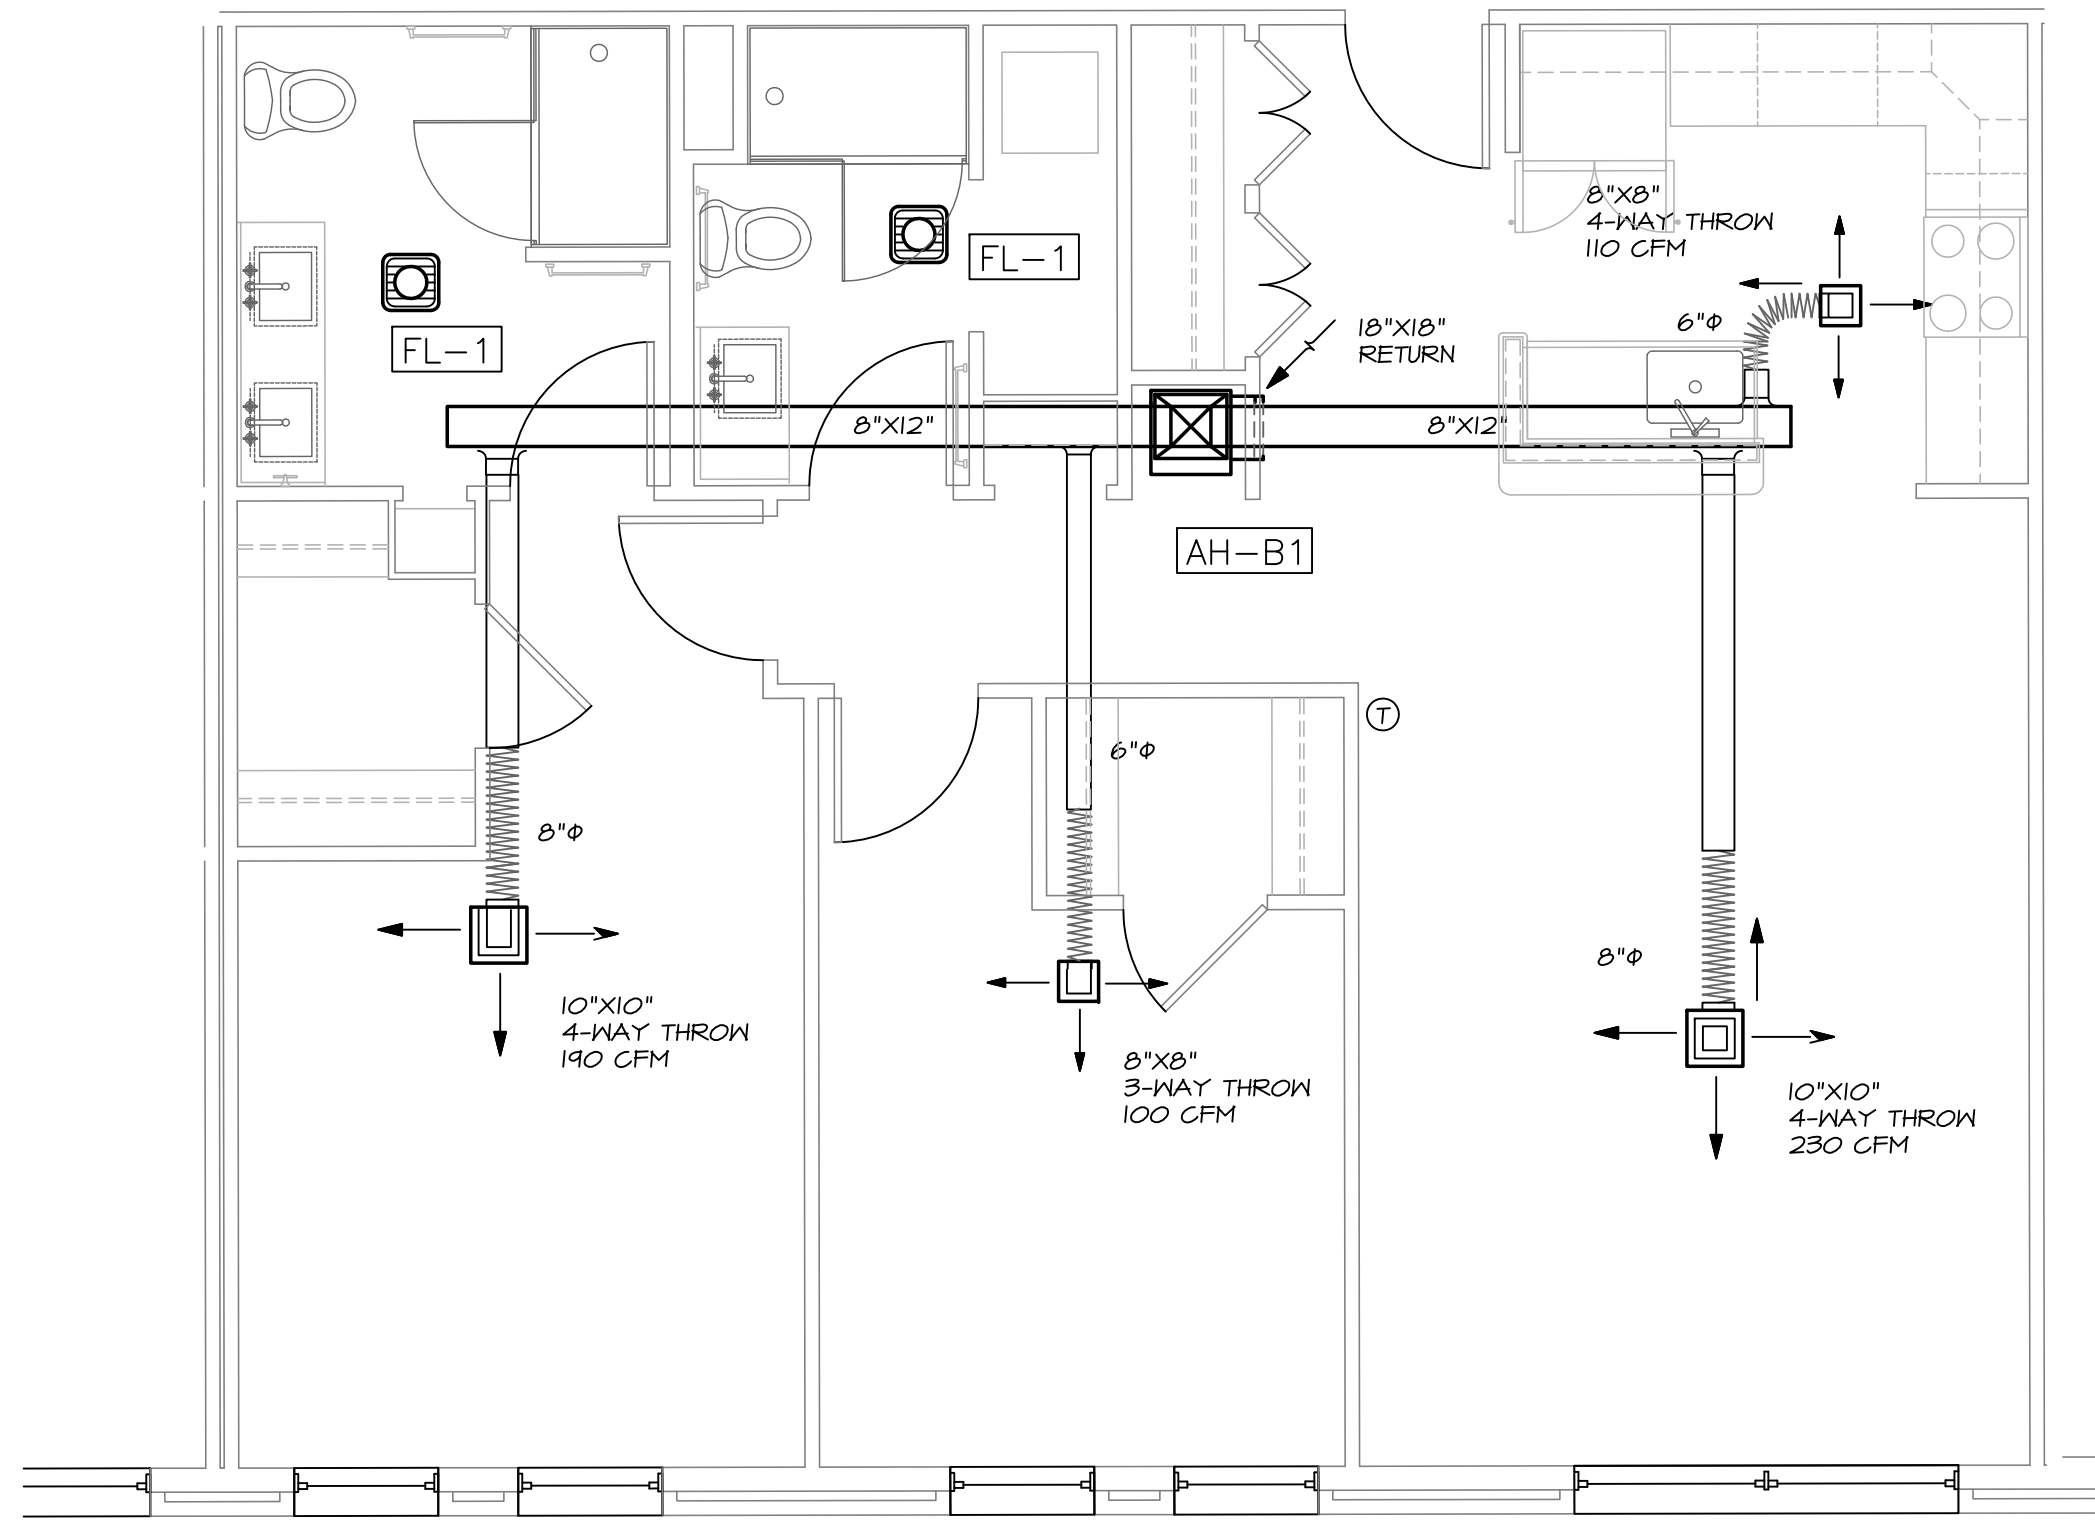 8"X8"
4-WAY THROW
110 CFM
FL-1
6"Φ
18"X18"
RETURN
FL-1
8"X12"
8"X12"
AH-B1
T
6"Φ
8"Φ
8"Φ
10"X10"
4-WAY THROW
190 CFM
8"X8"
3-WAY THROW
100 CFM
10"X10"
4-WAY THROW
230 CFM